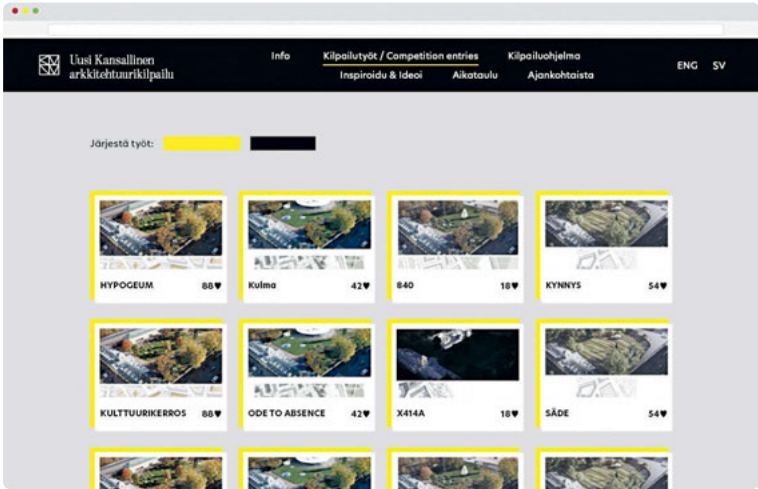 Uusi Kansallinen
arkkitehtuurikilpailu
Info
Kilpailutyöt / Competition entries
Kilpailuohjelma
Inspiroidu & Ideoi
Aikataulu
Ajankohtaista
ENG SV
Järjestä työt:
HYPOGEUM 88♥
Kulma 42♥
840 18♥
KYNNYS 54♥
KULTTUURIKERROS 88♥
ODE TO ABSENCE 42♥
X414A 18♥
SÄDE 54♥